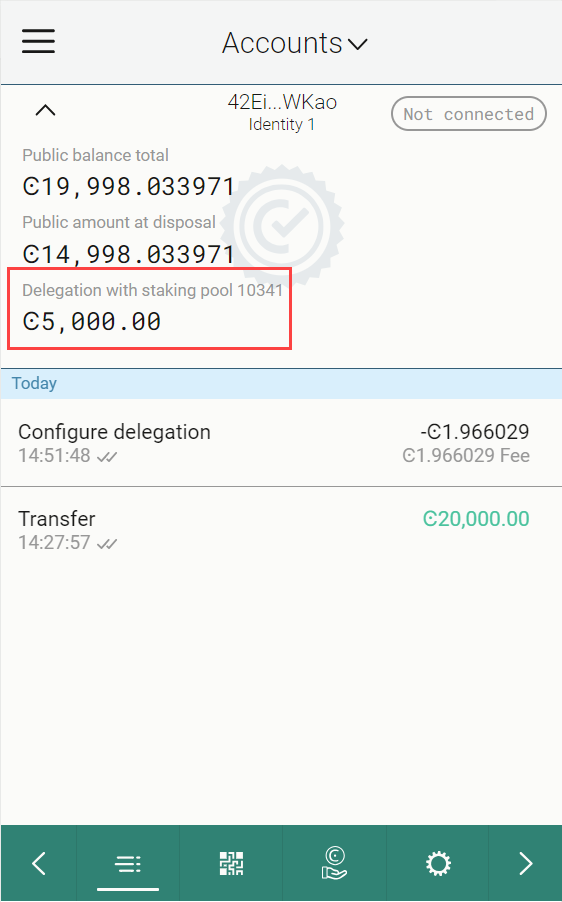 Accounts
42Ei...WKao
Identity 1
Not connected
Public balance total
Ͼ19,998.033971
Public amount at disposal
Ͼ14,998.033971
Delegation with staking pool 10341
Ͼ5,000.00
Today
Configure delegation
-Ͼ1.966029
14:51:48
Ͼ1.966029 Fee
Transfer
Ͼ20,000.00
14:27:57